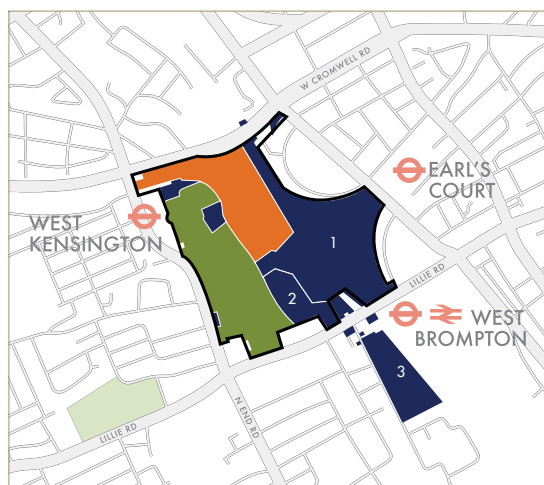 W CROMWELL RD
EARL'S
COURT
WEST
KENSINGTON
1
LILLIE RD
2
WEST
BROMPTON
3
N END RD
LILLIE RD